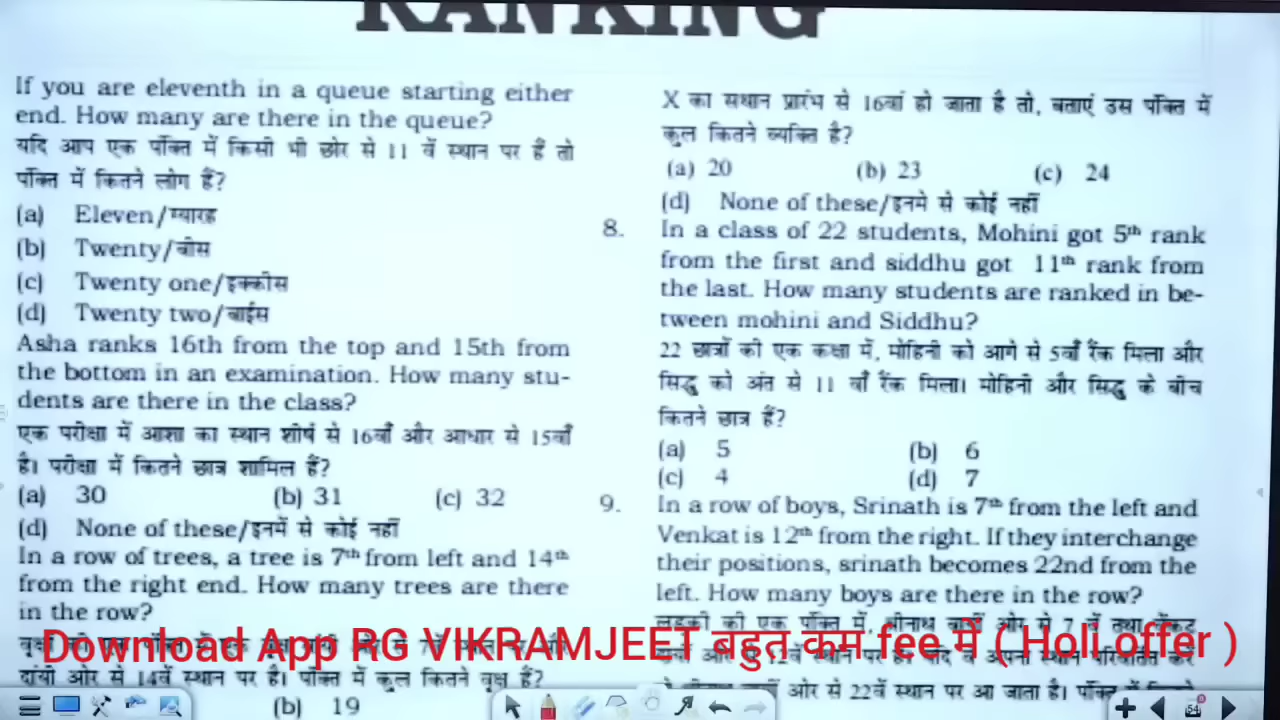 RANKING
If you are eleventh in a queue starting either
end. How many are there in the queue?
यदि आप एक पंक्ति में किसी भी छोर से 11 वें स्थान पर हैं तो
पंक्ति में कितने लोग हैं?
(a) Eleven/ग्यारह
(b) Twenty/बीस
(c) Twenty one/इक्कीस
(d) Twenty two/बाईस
Asha ranks 16th from the top and 15th from
the bottom in an examination. How many stu-
dents are there in the class?
एक परीक्षा में आशा का स्थान शीर्ष से 16वाँ और आधार से 15वाँ
है। परीक्षा में कितने छात्र शामिल हैं?
(a) 30 (b) 31 (c) 32
(d) None of these/इनमें से कोई नहीं
In a row of trees, a tree is 7th from left and 14th
from the right end. How many trees are there
in the row?
दांयी ओर से 14वें स्थान पर है। पंक्ति में कुल कितने वृक्ष हैं?
(b) 19
X का सथान प्रारंभ से 16वां हो जाता है तो, बताएं उस पंक्ति में
कुल कितने व्यक्ति है?
(a) 20 (b) 23 (c) 24
(d) None of these/इनमे से कोई नहीं
8. In a class of 22 students, Mohini got 5th rank
from the first and siddhu got 11th rank from
the last. How many students are ranked in be-
tween mohini and Siddhu?
22 छात्रों की एक कक्षा में, मोहिनी को आगे से 5वाँ रैंक मिला और
सिद्धु को अंत से 11 वाँ रैंक मिला। मोहिनी और सिद्धु के बीच
कितने छात्र हैं?
(a) 5 (b) 6
(c) 4 (d) 7
9. In a row of boys, Srinath is 7th from the left and
Venkat is 12th from the right. If they interchange
their positions, srinath becomes 22nd from the
left. How many boys are there in the row?
लड़कों की एक पंक्ति में, श्रीनाथ बायीं ओर से 7 वें तथा वेंकट
ओर से 22वें स्थान पर आ जाता है। पंक्ति में
Download App RG VIKRAMJEET बहुत कम fee में ( Holi offer )
54